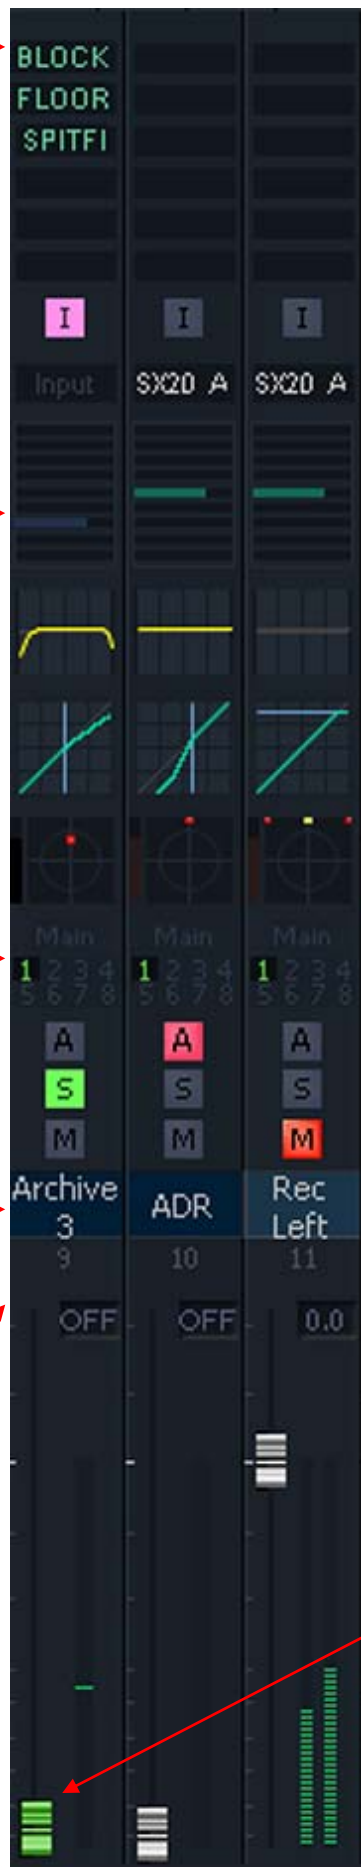 BLOCK
FLOOR
SPITFI
I I I
Input SX20 A SX20 A
Main Main Main
1 2 3 4 1 2 3 4 1 2 3 4
5 6 7 8 5 6 7 8 5 6 7 8
A A A
S S S
M M M
Archive 3 ADR Rec Left
9 10 11
OFF OFF 0.0